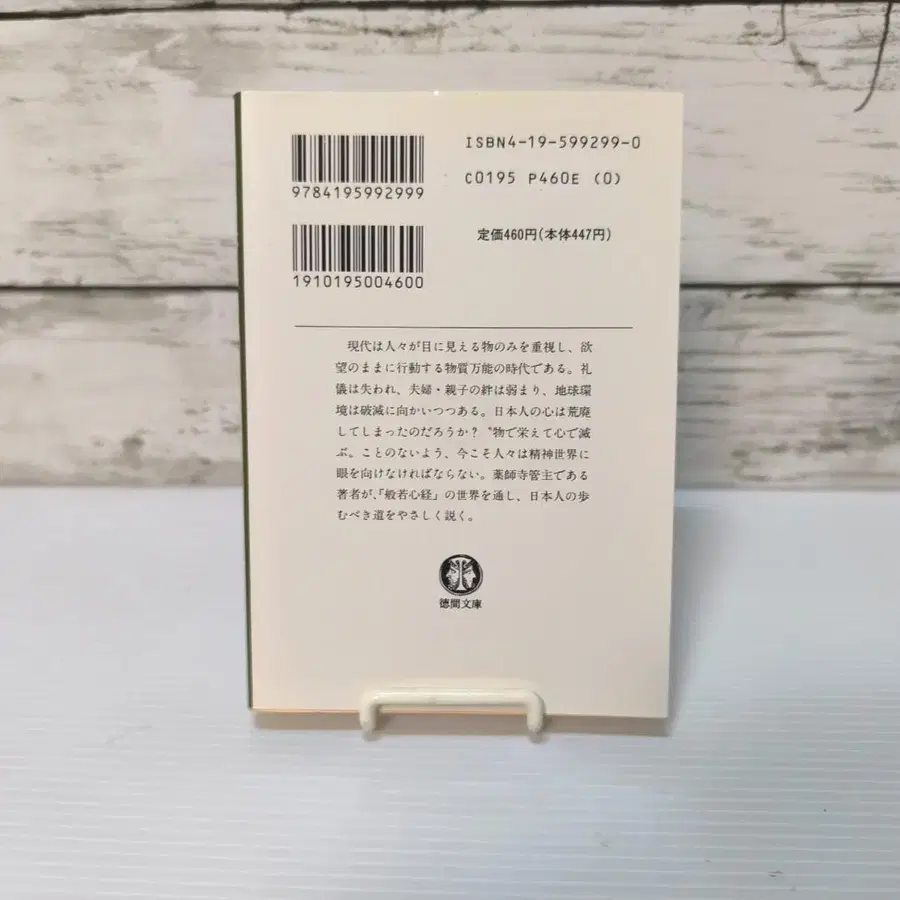 9784195992999
ISBN4-19-599299-0
C0195 P460E (0)
1910195004600
定価460円(本体447円)
現代は人々が目に見える物のみを重視し、欲
望のままに行動する物質万能の時代である。礼
儀は失われ、夫婦・親子の絆は弱まり、地球環
境は破滅に向かいつつある。日本人の心は荒廃
してしまったのだろうか？〝物で栄えて心で滅
ぶ〟ことのないよう、今こそ人々は精神世界に
眼を向けなければならない。薬師寺管主である
著者が、「般若心経」の世界を通し、日本人の歩
むべき道をやさしく説く。
徳間文庫